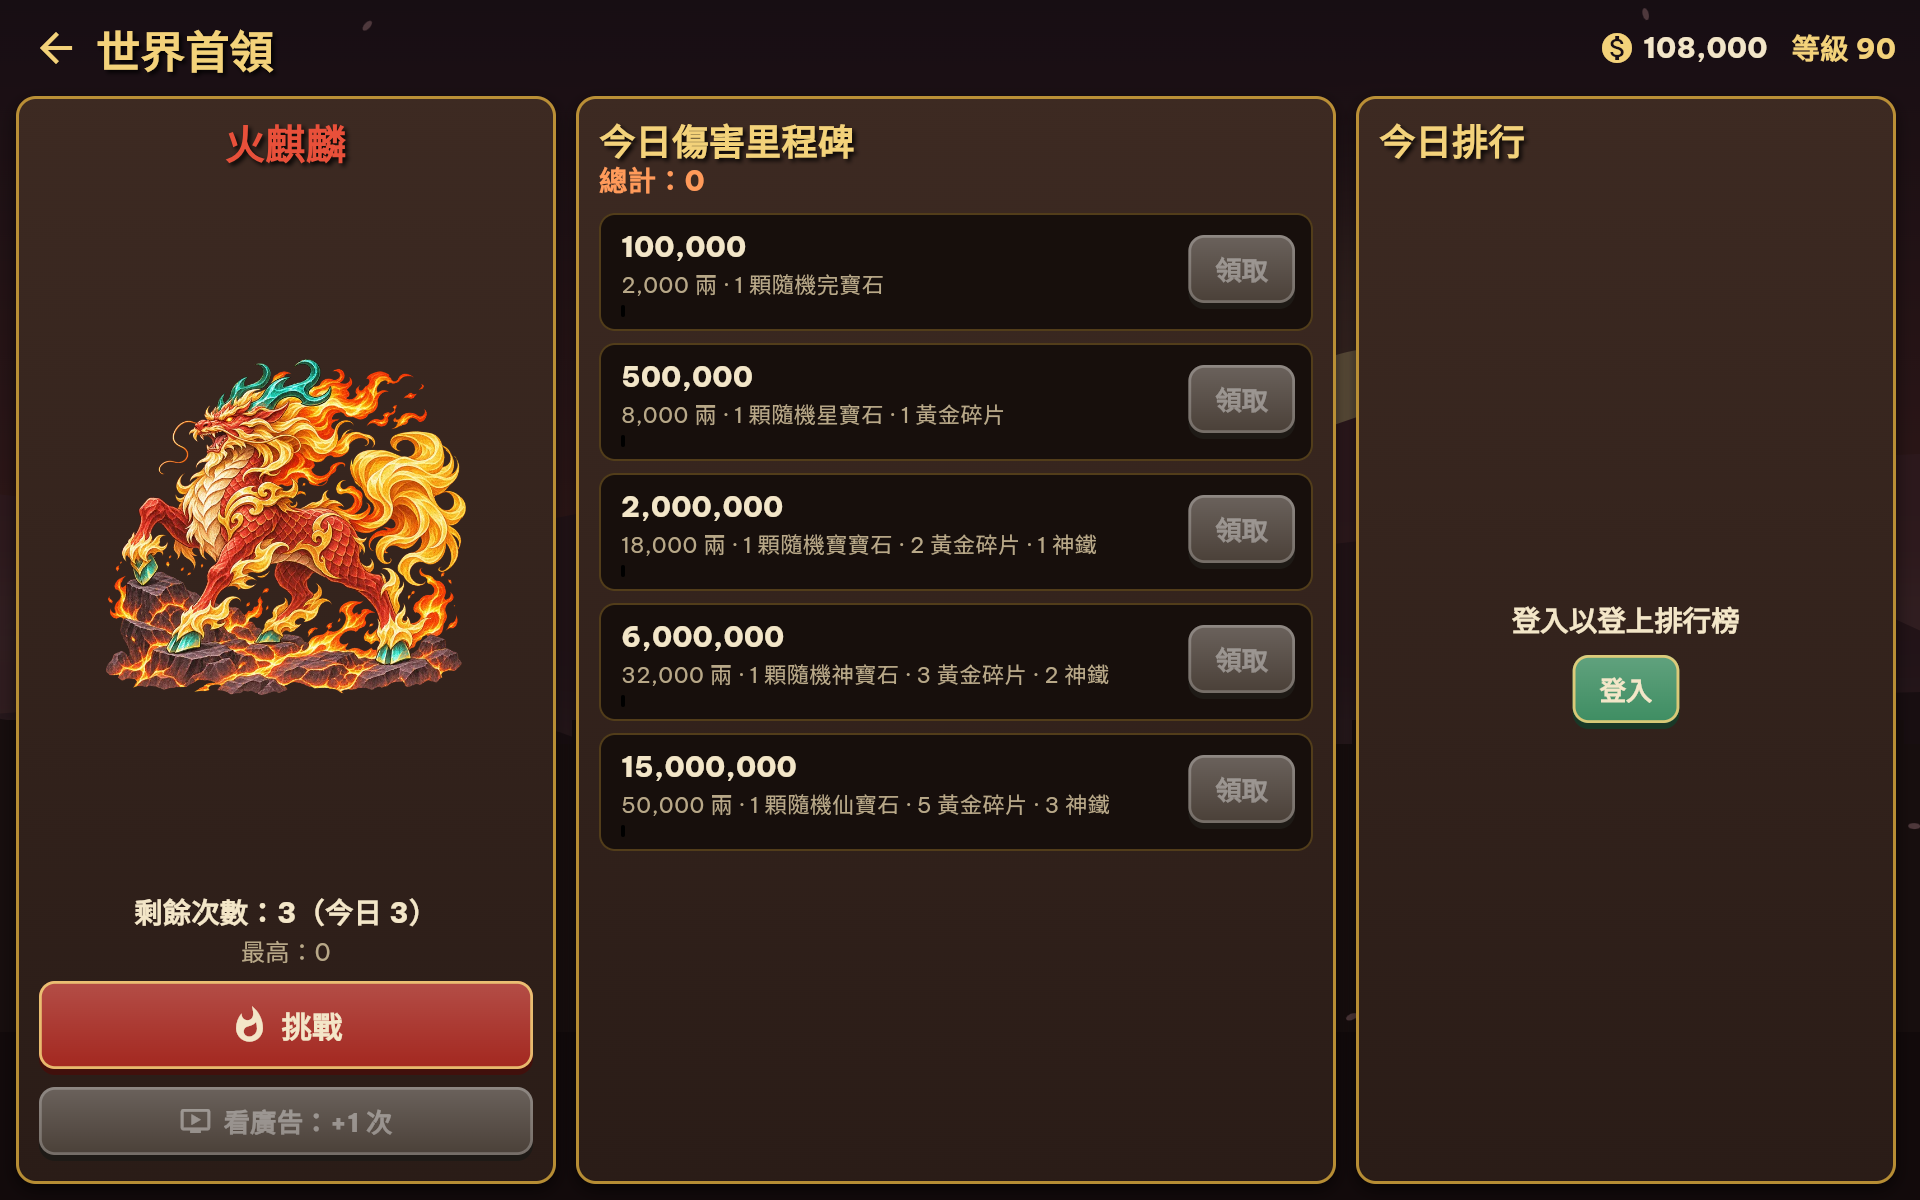 世界首領
108,000 等級 90
火麒麟
剩餘次數：3（今日 3）
最高：0
挑戰
看廣告：+1 次
今日傷害里程碑
總計：0
100,000
2,000 兩 · 1 顆隨機完寶石
領取
500,000
8,000 兩 · 1 顆隨機星寶石 · 1 黃金碎片
領取
2,000,000
18,000 兩 · 1 顆隨機寶寶石 · 2 黃金碎片 · 1 神鐵
領取
6,000,000
32,000 兩 · 1 顆隨機神寶石 · 3 黃金碎片 · 2 神鐵
領取
15,000,000
50,000 兩 · 1 顆隨機仙寶石 · 5 黃金碎片 · 3 神鐵
領取
今日排行
登入以登上排行榜
登入